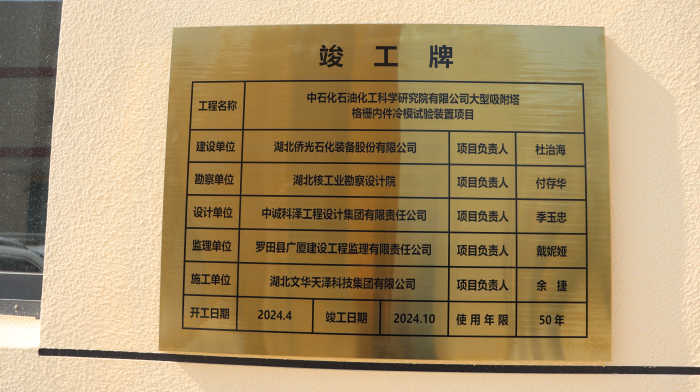 竣工牌
工程名称 中石化石油化工科学研究院有限公司大型吸附塔
格栅内件冷模试验装置项目
建设单位 湖北侨光石化装备股份有限公司 项目负责人 杜治海
勘察单位 湖北核工业勘察设计院 项目负责人 付存华
设计单位 中诚科泽工程设计集团有限责任公司 项目负责人 季玉忠
监理单位 罗田县广厦建设工程监理有限责任公司 项目负责人 戴妮娅
施工单位 湖北文华天泽科技集团有限公司 项目负责人 余 捷
开工日期 2024.4 竣工日期 2024.10 使用年限 50年